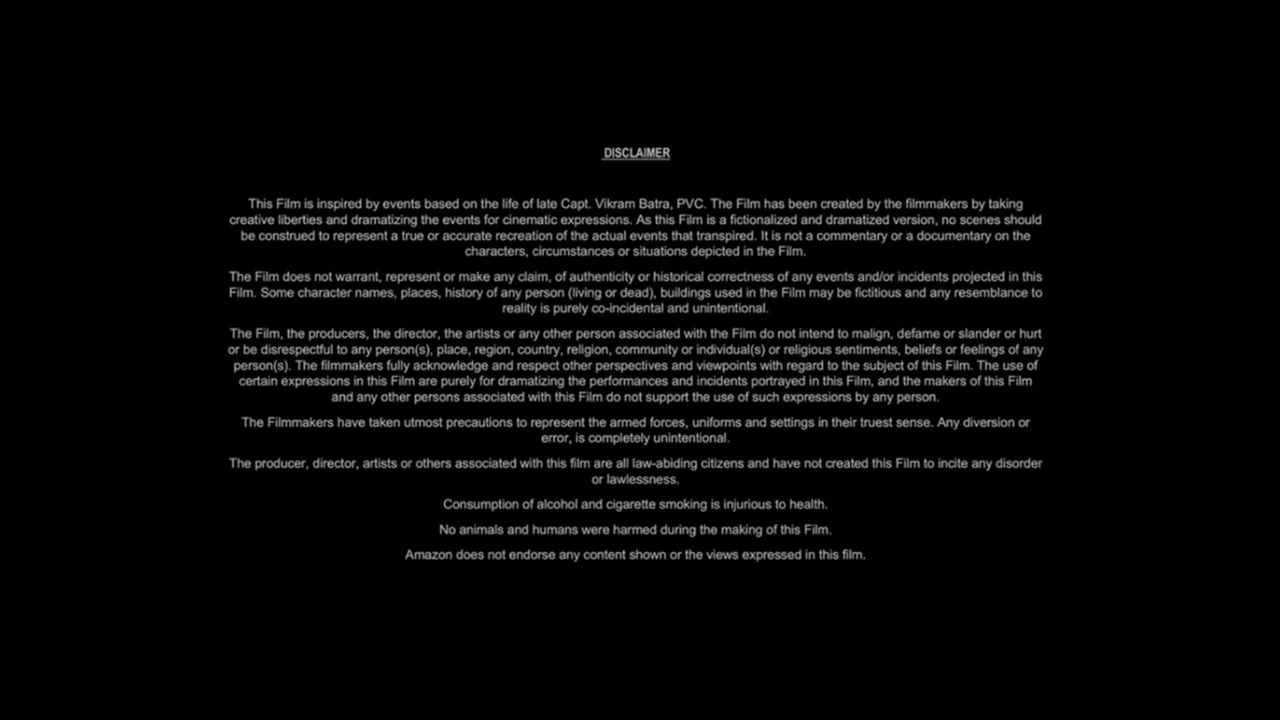 DISCLAIMER
This Film is inspired by events based on the life of late Capt. Vikram Batra, PVC. The Film has been created by the filmmakers by taking
creative liberties and dramatizing the events for cinematic expressions. As this Film is a fictionalized and dramatized version, no scenes should
be construed to represent a true or accurate recreation of the actual events that transpired. It is not a commentary or a documentary on the
characters, circumstances or situations depicted in the Film.
The Film does not warrant, represent or make any claim, of authenticity or historical correctness of any events and/or incidents projected in this
Film. Some character names, places, history of any person (living or dead), buildings used in the Film may be fictitious and any resemblance to
reality is purely co-incidental and unintentional.
The Film, the producers, the director, the artists or any other person associated with the Film do not intend to malign, defame or slander or hurt
or be disrespectful to any person(s), place, region, country, religion, community or individual(s) or religious sentiments, beliefs or feelings of any
person(s). The filmmakers fully acknowledge and respect other perspectives and viewpoints with regard to the subject of this Film. The use of
certain expressions in this Film are purely for dramatizing the performances and incidents portrayed in this Film, and the makers of this Film
and any other persons associated with this Film do not support the use of such expressions by any person.
The Filmmakers have taken utmost precautions to represent the armed forces, uniforms and settings in their truest sense. Any diversion or
error, is completely unintentional.
The producer, director, artists or others associated with this film are all law-abiding citizens and have not created this Film to incite any disorder
or lawlessness.
Consumption of alcohol and cigarette smoking is injurious to health.
No animals and humans were harmed during the making of this Film.
Amazon does not endorse any content shown or the views expressed in this film.